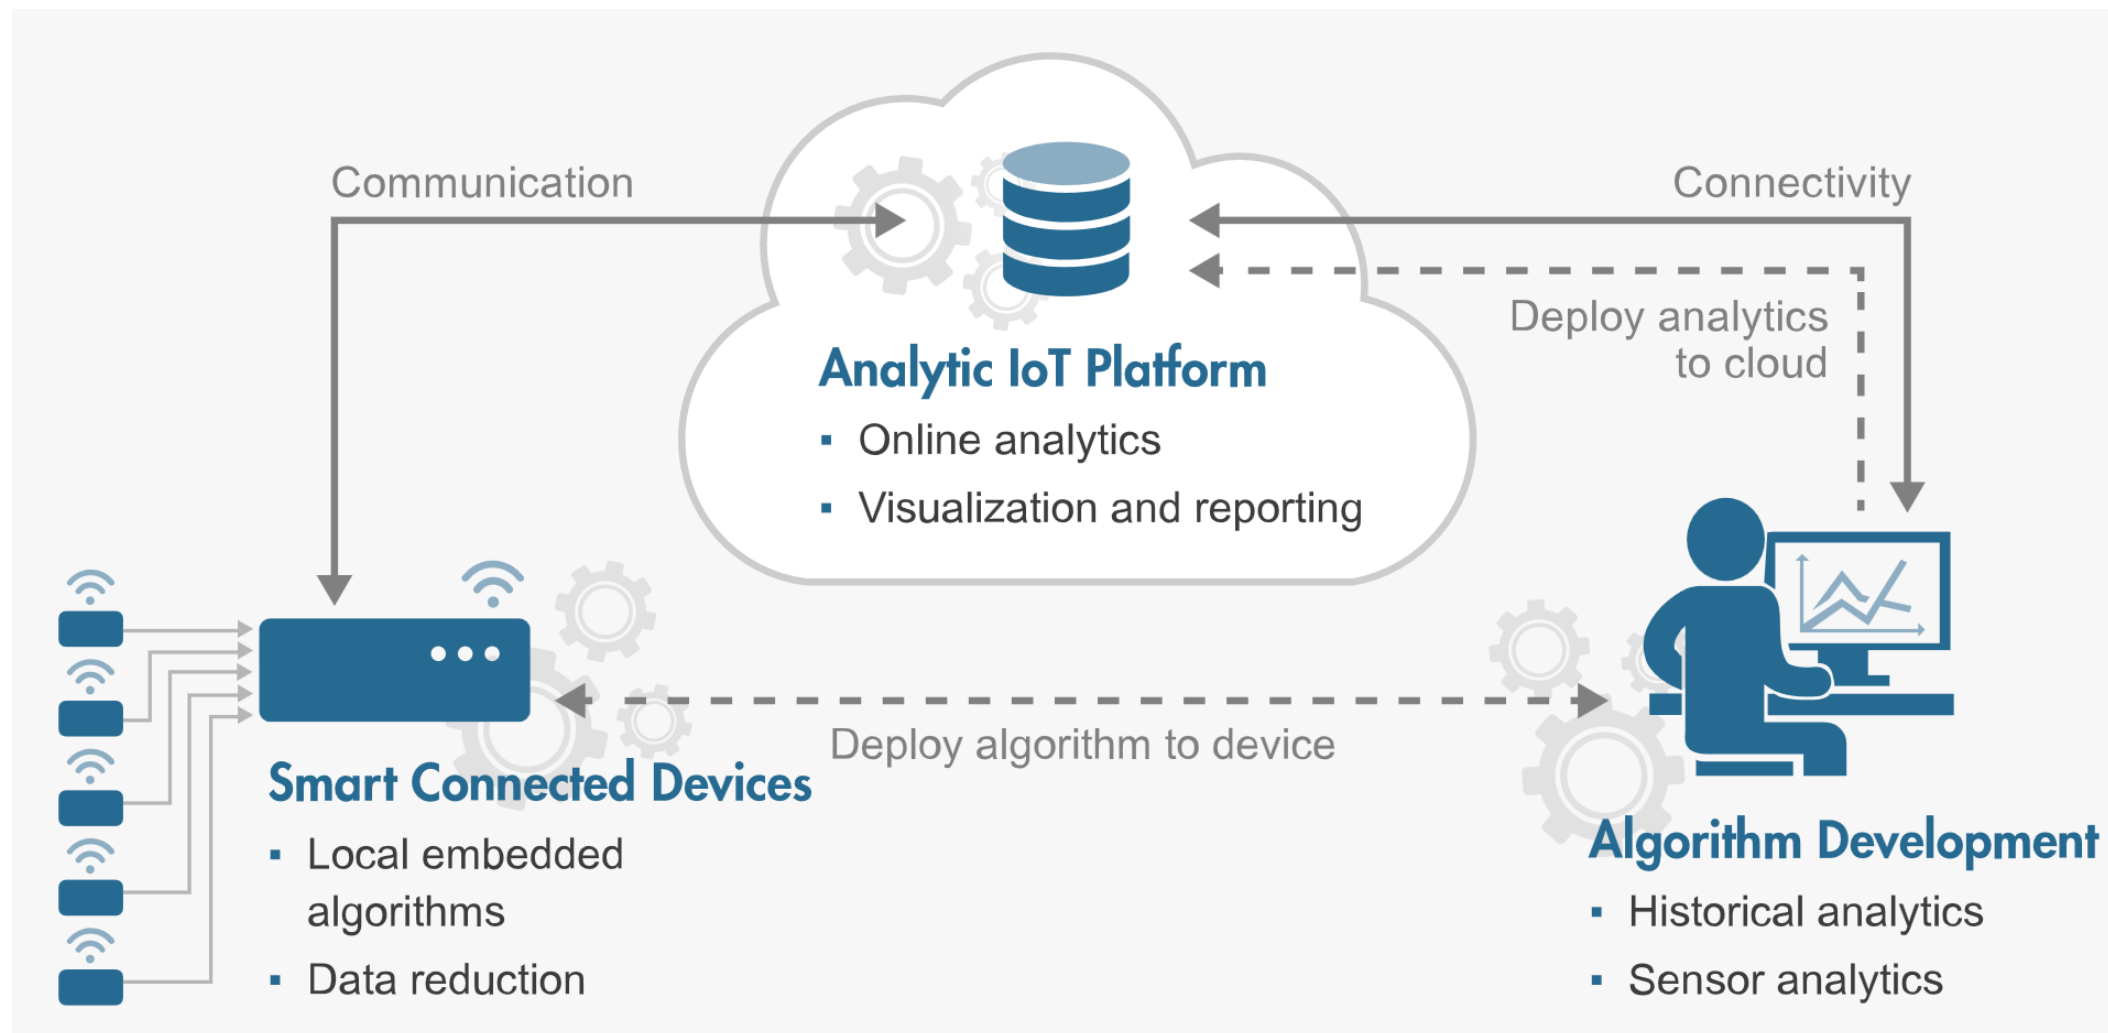 Communication
Connectivity
Deploy analytics
to cloud
Analytic IoT Platform
▪ Online analytics
▪ Visualization and reporting
Deploy algorithm to device
Smart Connected Devices
▪ Local embedded
algorithms
▪ Data reduction
Algorithm Development
▪ Historical analytics
▪ Sensor analytics